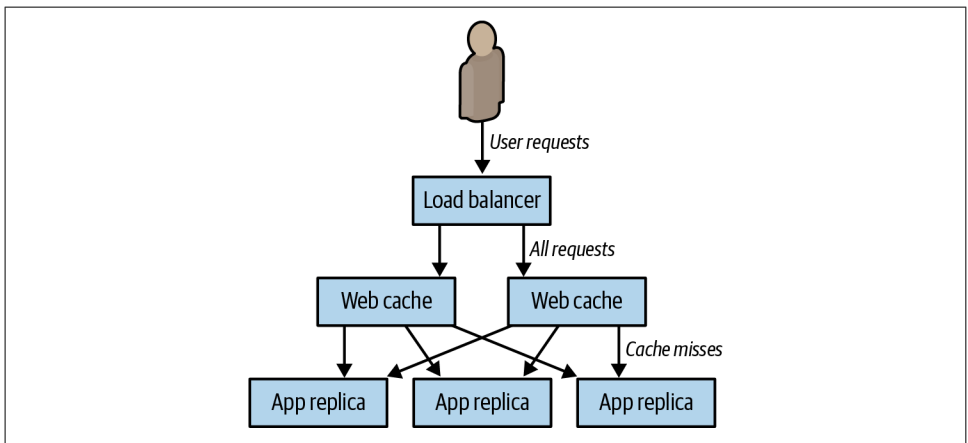 User requests
Load balancer
All requests
Web cache
Web cache
Cache misses
App replica
App replica
App replica